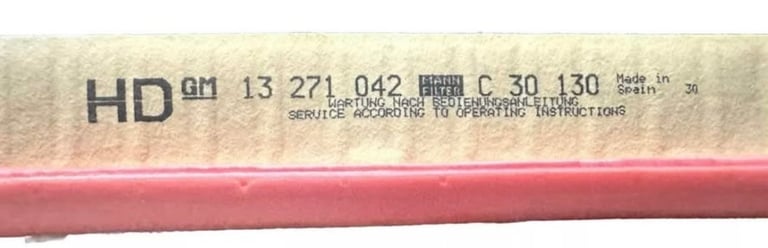 HD GM 13 271 042 MANN FILTER C 30 130 Made in Spain 30
WARTUNG NACH BEDIENUNGSANLEITUNG
SERVICE ACCORDING TO OPERATING INSTRUCTIONS